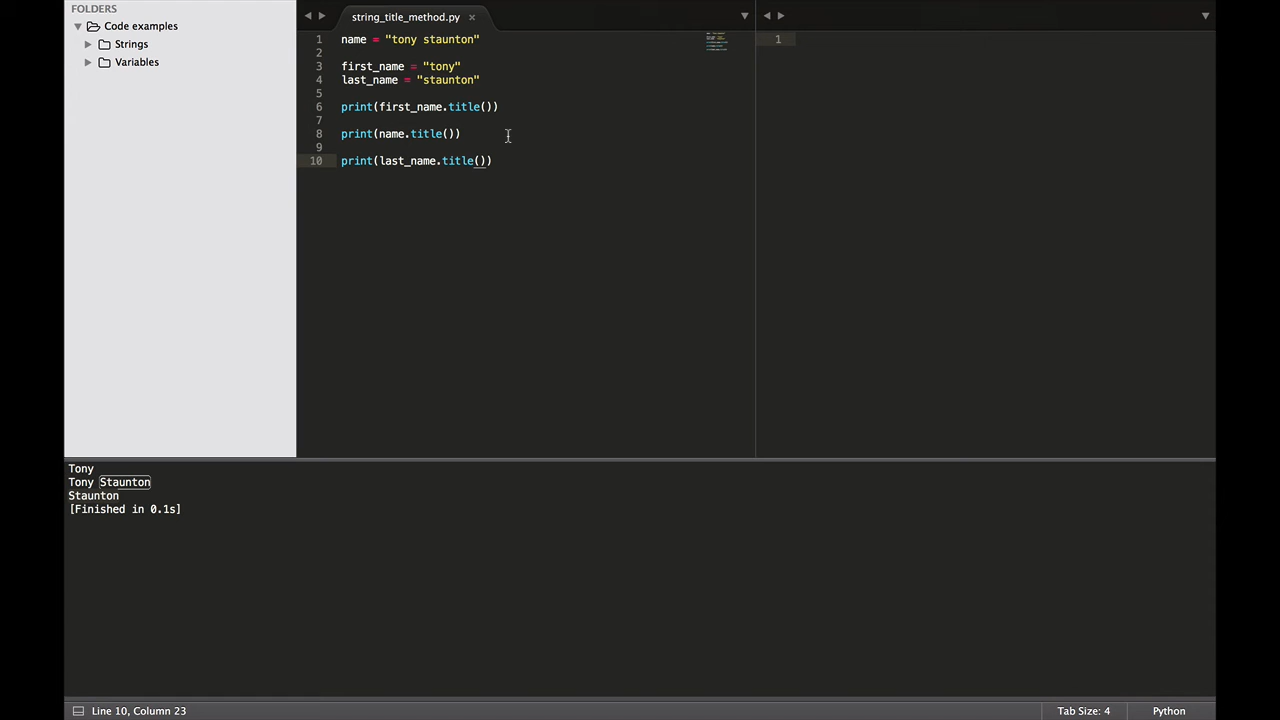 FOLDERS
Code examples
Strings
Variables
string_title_method.py ×
1 name = "tony staunton"
2
3 first_name = "tony"
4 last_name = "staunton"
5
6 print(first_name.title())
7
8 print(name.title())
9
10 print(last_name.title())
1
Tony
Tony Staunton
Staunton
[Finished in 0.1s]
Line 10, Column 23
Tab Size: 4
Python